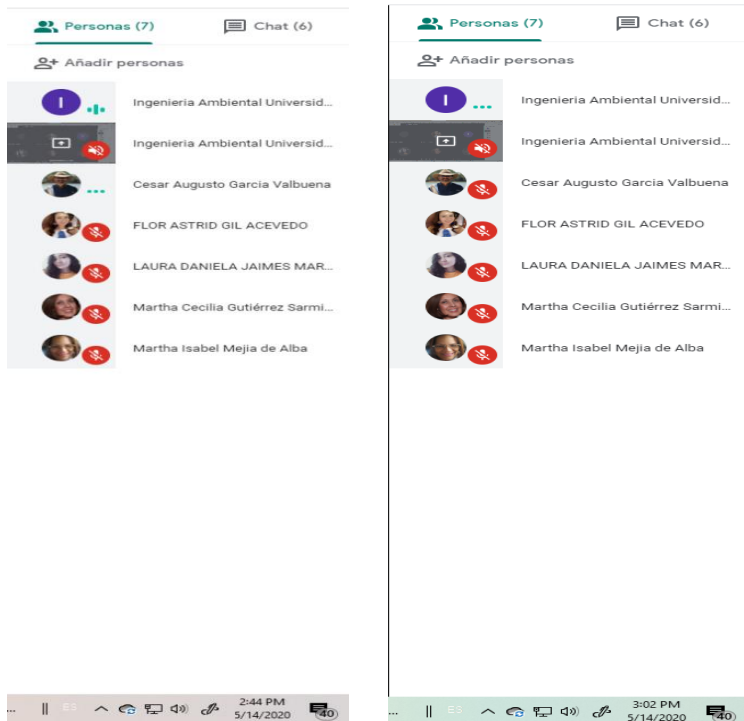 Personas (7) Chat (6)
Añadir personas
I Ingenieria Ambiental Universid...
Ingenieria Ambiental Universid...
Cesar Augusto Garcia Valbuena
FLOR ASTRID GIL ACEVEDO
LAURA DANIELA JAIMES MAR...
Martha Cecilia Gutiérrez Sarmi...
Martha Isabel Mejia de Alba
... ES 2:44 PM
5/14/2020 40
Personas (7) Chat (6)
Añadir personas
I Ingenieria Ambiental Universid...
Ingenieria Ambiental Universid...
Cesar Augusto Garcia Valbuena
FLOR ASTRID GIL ACEVEDO
LAURA DANIELA JAIMES MAR...
Martha Cecilia Gutiérrez Sarmi...
Martha Isabel Mejia de Alba
... ES 3:02 PM
5/14/2020 40